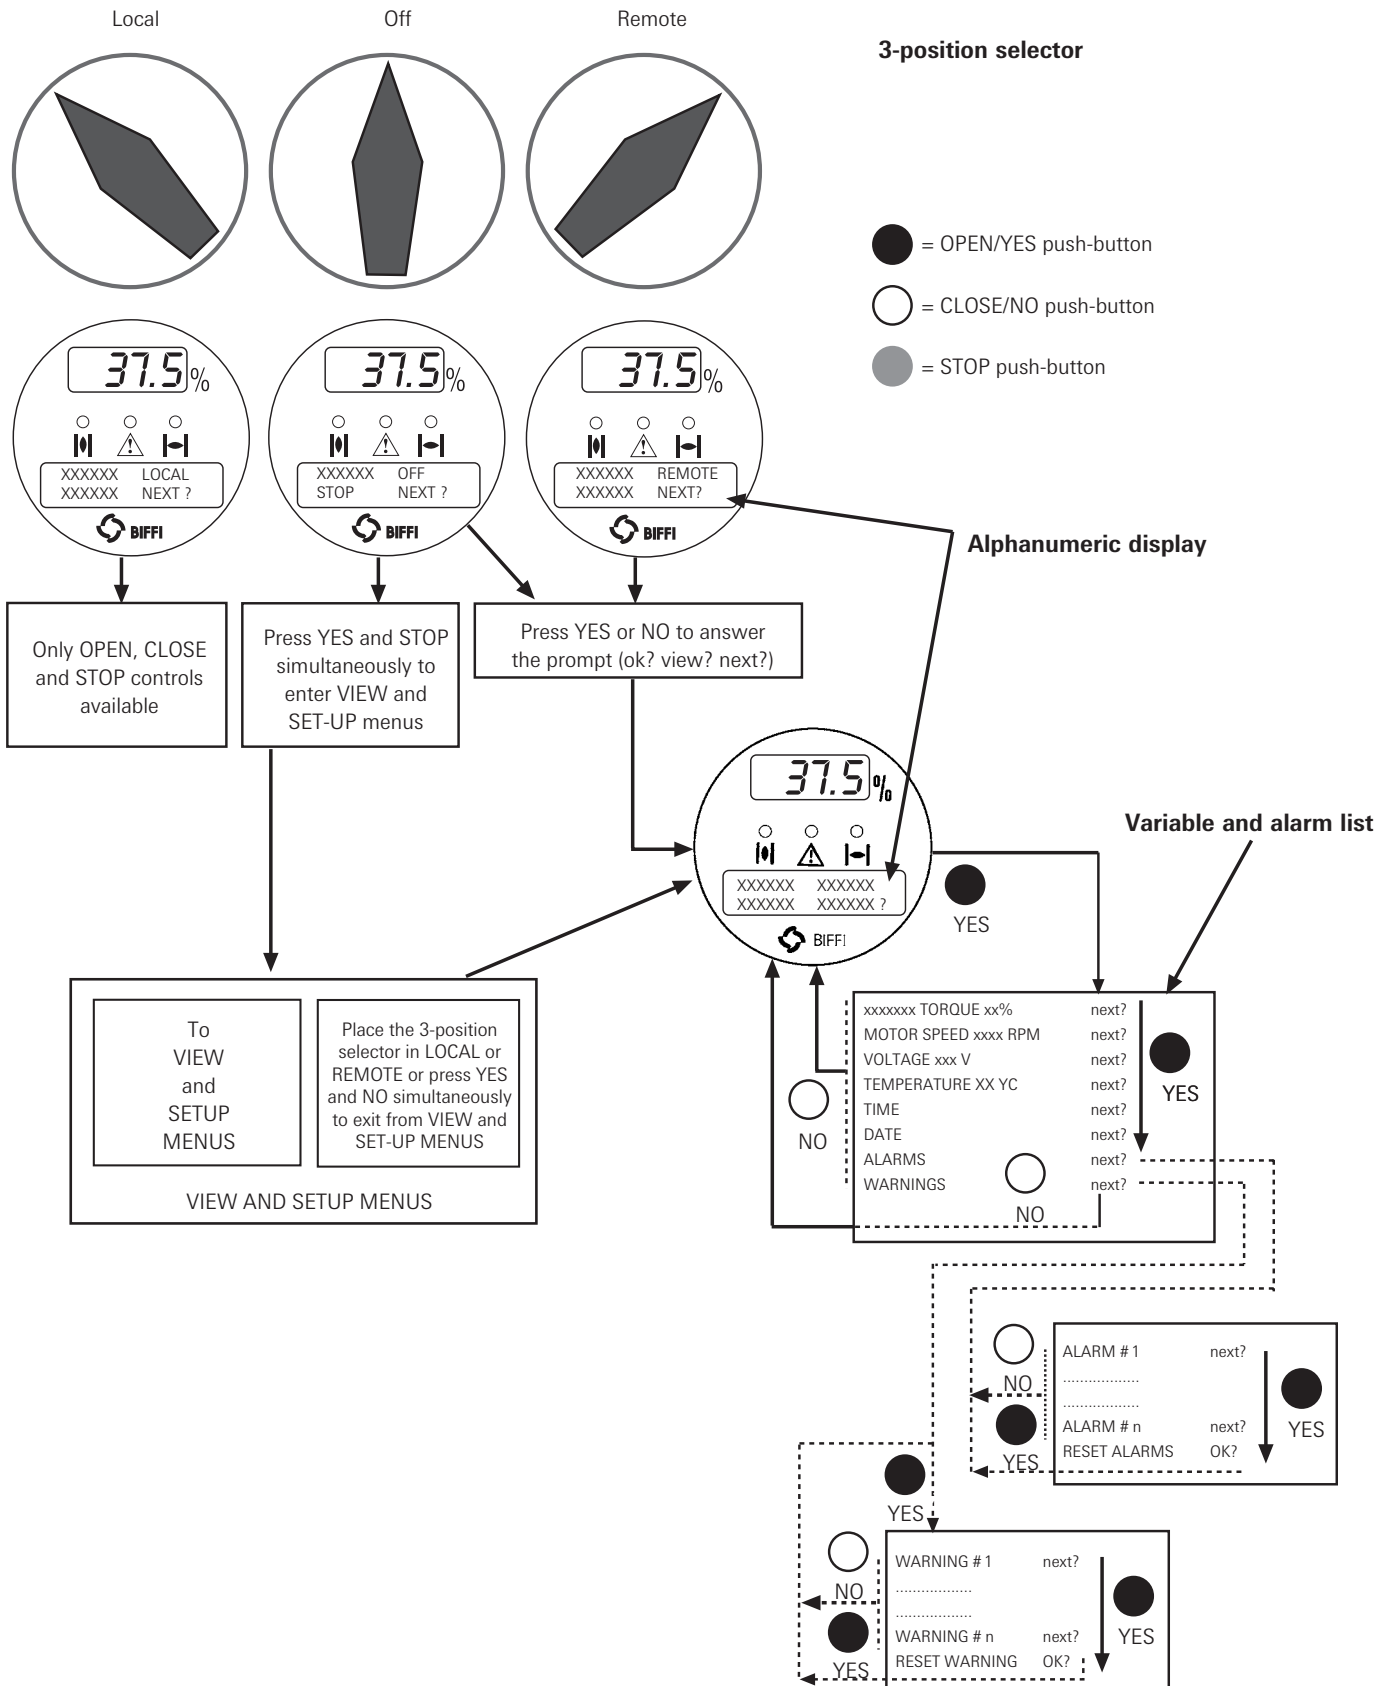 Local
Off
Remote
3-position selector
= OPEN/YES push-button
= CLOSE/NO push-button
= STOP push-button
37.5 %
XXXXXX LOCAL
XXXXXX NEXT ?
BIFFI
37.5 %
XXXXXX OFF
STOP NEXT ?
BIFFI
37.5 %
XXXXXX REMOTE
XXXXXX NEXT?
BIFFI
Alphanumeric display
Only OPEN, CLOSE
and STOP controls
available
Press YES and STOP
simultaneously to
enter VIEW and
SET-UP menus
Press YES or NO to answer
the prompt (ok? view? next?)
37.5 %
XXXXXX XXXXXX
XXXXXX XXXXXX ?
BIFFI
YES
Variable and alarm list
To
VIEW
and
SETUP
MENUS
Place the 3-position
selector in LOCAL or
REMOTE or press YES
and NO simultaneously
to exit from VIEW and
SET-UP MENUS
VIEW AND SETUP MENUS
NO
xxxxxxx TORQUE xx% next?
MOTOR SPEED xxxx RPM next?
VOLTAGE xxx V next?
TEMPERATURE XX YC next?
TIME next?
DATE next?
ALARMS next?
WARNINGS next?
YES
NO
NO
YES
ALARM # 1 next?
..................
..................
ALARM # n next?
RESET ALARMS OK?
YES
YES
NO
YES
WARNING # 1 next?
..................
..................
WARNING # n next?
RESET WARNING OK?
YES